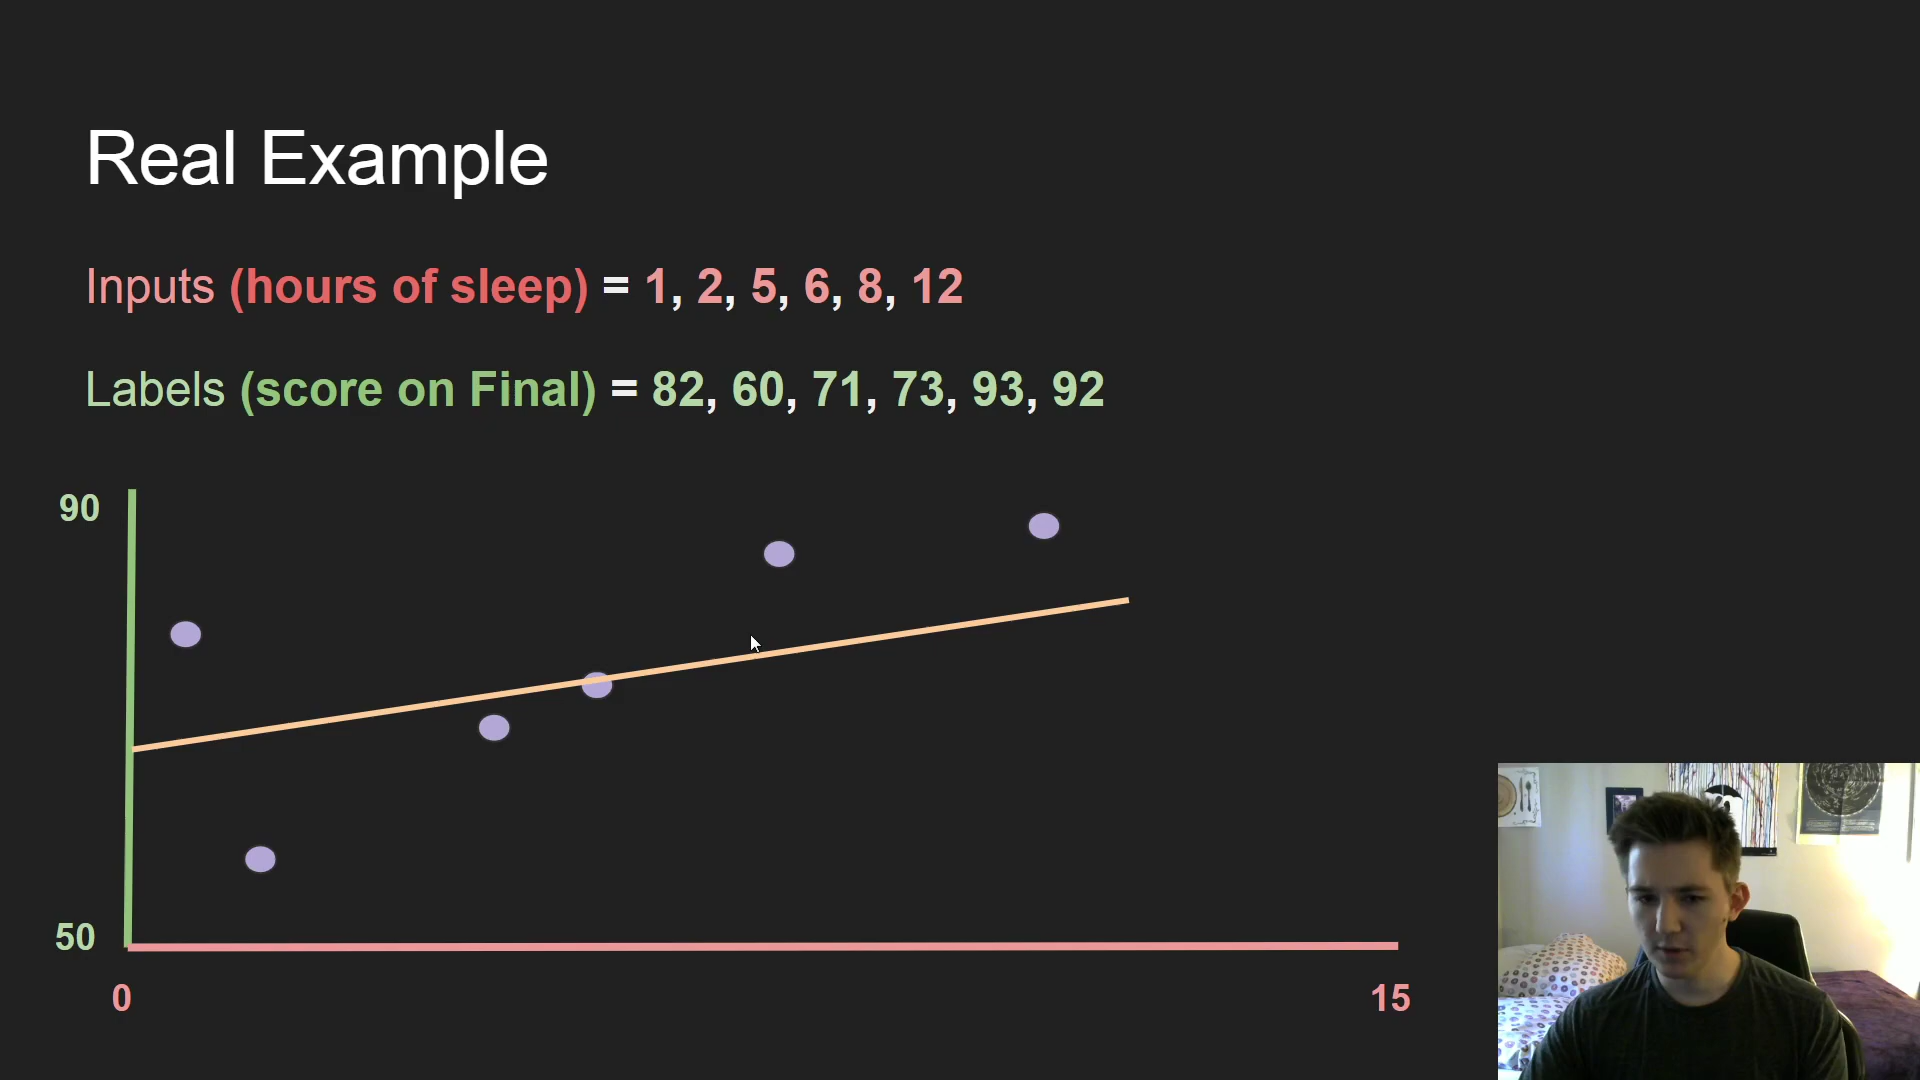 Real Example
Inputs (hours of sleep) = 1, 2, 5, 6, 8, 12
Labels (score on Final) = 82, 60, 71, 73, 93, 92
90
50
0
15